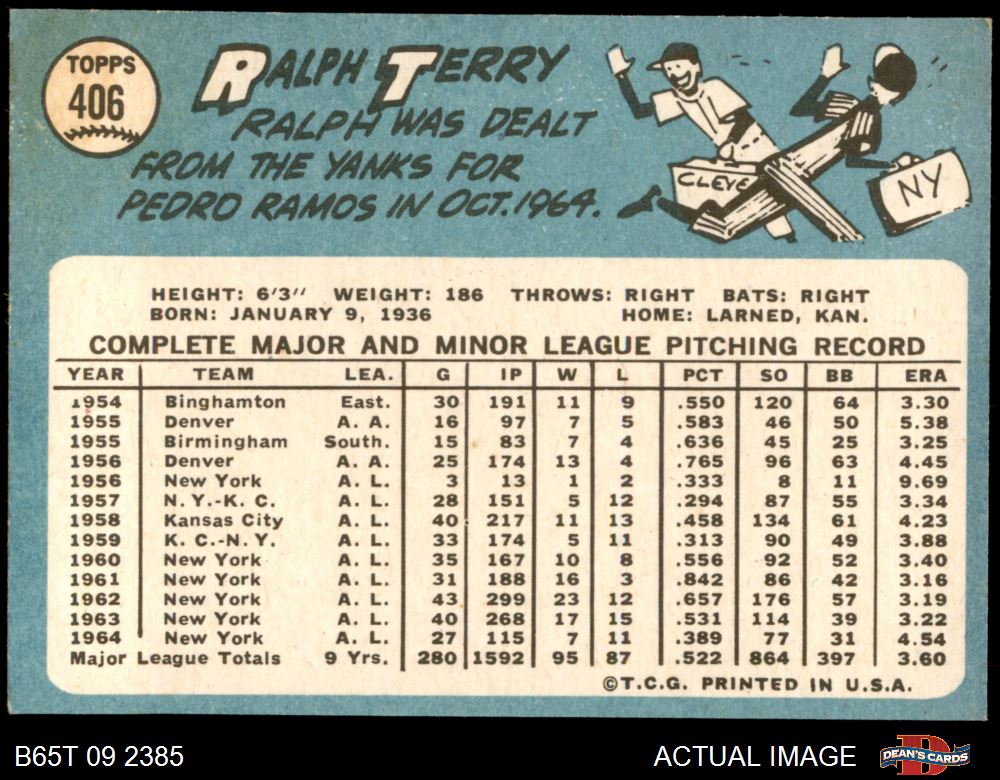 TOPPS
406
RALPH TERRY
RALPH WAS DEALT
FROM THE YANKS FOR
PEDRO RAMOS IN OCT. 1964.
CLEVE
NY
HEIGHT: 6'3" WEIGHT: 186 THROWS: RIGHT BATS: RIGHT
BORN: JANUARY 9, 1936 HOME: LARNED, KAN.
COMPLETE MAJOR AND MINOR LEAGUE PITCHING RECORD
YEAR TEAM LEA. G IP W L PCT SO BB ERA
1954 Binghamton East. 30 191 11 9 .550 120 64 3.30
1955 Denver A. A. 16 97 7 5 .583 46 50 5.38
1955 Birmingham South. 15 83 7 4 .636 45 25 3.25
1956 Denver A. A. 25 174 13 4 .765 96 63 4.45
1956 New York A. L. 3 13 1 2 .333 8 11 9.69
1957 N. Y.-K. C. A. L. 28 151 5 12 .294 87 55 3.34
1958 Kansas City A. L. 40 217 11 13 .458 134 61 4.23
1959 K. C.-N. Y. A. L. 33 174 5 11 .313 90 49 3.88
1960 New York A. L. 35 167 10 8 .556 92 52 3.40
1961 New York A. L. 31 188 16 3 .842 86 42 3.16
1962 New York A. L. 43 299 23 12 .657 176 57 3.19
1963 New York A. L. 40 268 17 15 .531 114 39 3.22
1964 New York A. L. 27 115 7 11 .389 77 31 4.54
Major League Totals 9 Yrs. 280 1592 95 87 .522 864 397 3.60
©T.C.G. PRINTED IN U.S.A.
B65T 09 2385 ACTUAL IMAGE DEAN'S CARDS